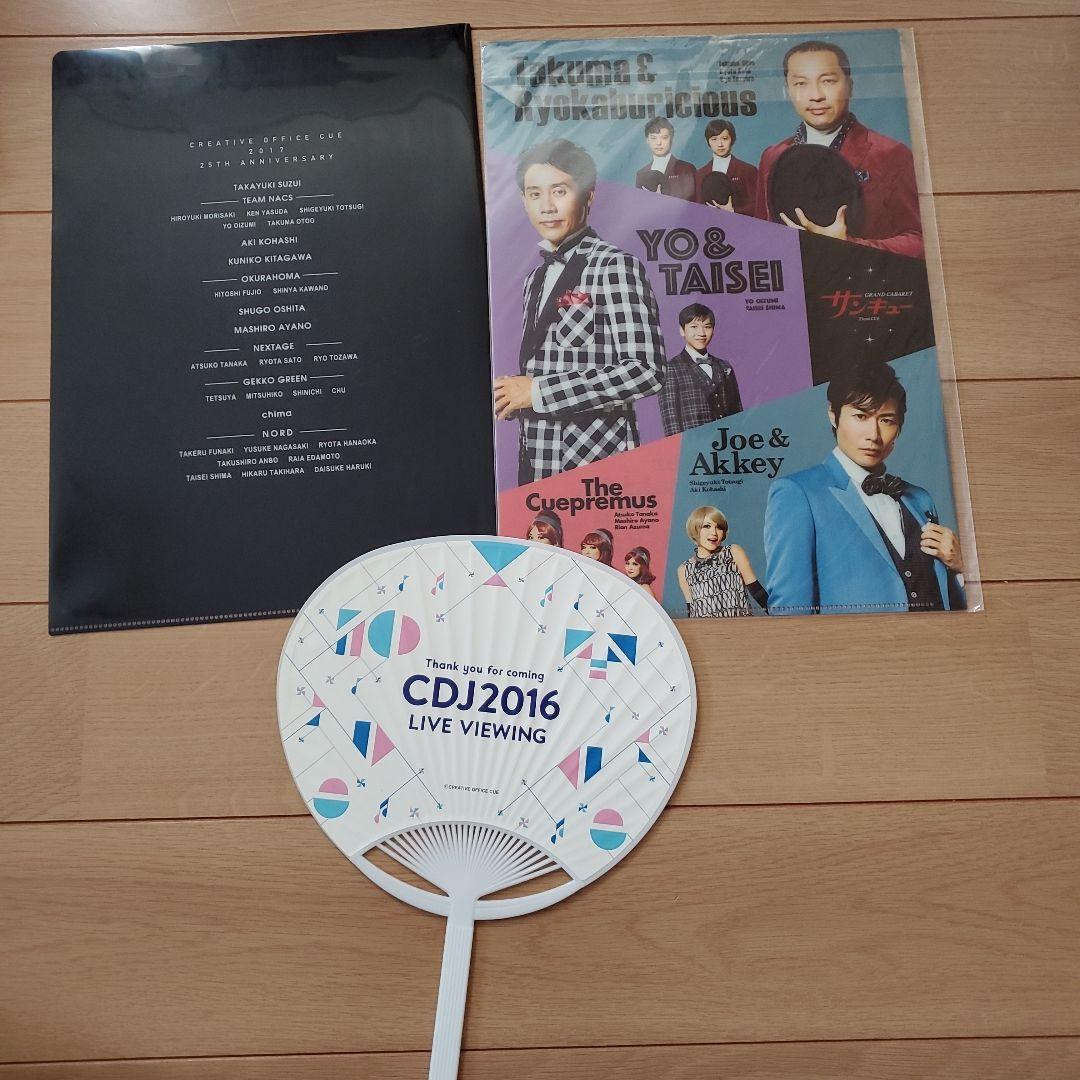 CREATIVE OFFICE CUE
2017
25TH ANNIVERSARY
TAKAYUKI SUZUI
TEAM NACS
HIROYUKI MORISAKI KEN YASUDA SHIGEYUKI TOTSUGI
YO OIZUMI TAKUMA OTOO
AKI KOHASHI
KUNIKO KITAGAWA
OKURAHOMA
HITOSHI FUJIO SHINYA KAWANO
SHUGO OSHITA
MASHIRO AYANO
NEXTAGE
ATSUKO TANAKA RYOTA SATO RYO TOZAWA
GEKKO GREEN
TETSUYA MITSUHIKO SHINICHI CHU
chima
NORD
TAKERU FUNAKI YUSUKE NAGASAKI RYOTA HANAOKA
TAKUSHIRO ANBO RAIA EDAMOTO
TAISEI SHIMA HIKARU TAKIHARA DAISUKE HARUKI
Takuma &
Ryokaburicious
YO &
TAISEI
YO OIZUMI
TAISEI SHIMA
GRAND CABARET
サンキュー
Joe &
Akkey
Shigeyuki Totsugi
Aki Kohashi
The
Cuepremus
Atsuko Tanaka
Mashiro Ayano
Rion Azuma
Thank you for coming
CDJ2016
LIVE VIEWING
©CREATIVE OFFICE CUE